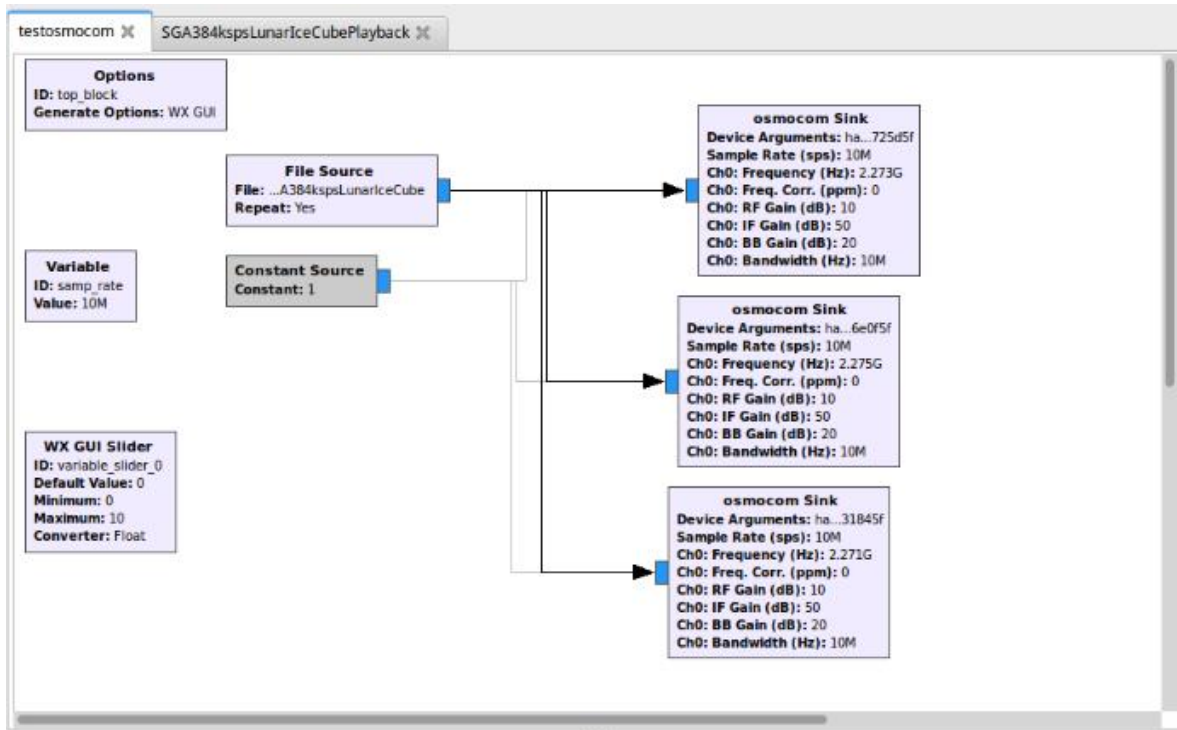 testosmocom
SGA384kspsLunarIceCubePlayback
Options
ID: top_block
Generate Options: WX GUI
File Source
File: ...A384kspsLunarIceCube
Repeat: Yes
Variable
ID: samp_rate
Value: 10M
Constant Source
Constant: 1
WX GUI Slider
ID: variable_slider_0
Default Value: 0
Minimum: 0
Maximum: 10
Converter: Float
osmocom Sink
Device Arguments: ha...725d5f
Sample Rate (sps): 10M
Ch0: Frequency (Hz): 2.273G
Ch0: Freq. Corr. (ppm): 0
Ch0: RF Gain (dB): 10
Ch0: IF Gain (dB): 50
Ch0: BB Gain (dB): 20
Ch0: Bandwidth (Hz): 10M
osmocom Sink
Device Arguments: ha...6e0f5f
Sample Rate (sps): 10M
Ch0: Frequency (Hz): 2.275G
Ch0: Freq. Corr. (ppm): 0
Ch0: RF Gain (dB): 10
Ch0: IF Gain (dB): 50
Ch0: BB Gain (dB): 20
Ch0: Bandwidth (Hz): 10M
osmocom Sink
Device Arguments: ha...31845f
Sample Rate (sps): 10M
Ch0: Frequency (Hz): 2.271G
Ch0: Freq. Corr. (ppm): 0
Ch0: RF Gain (dB): 10
Ch0: IF Gain (dB): 50
Ch0: BB Gain (dB): 20
Ch0: Bandwidth (Hz): 10M